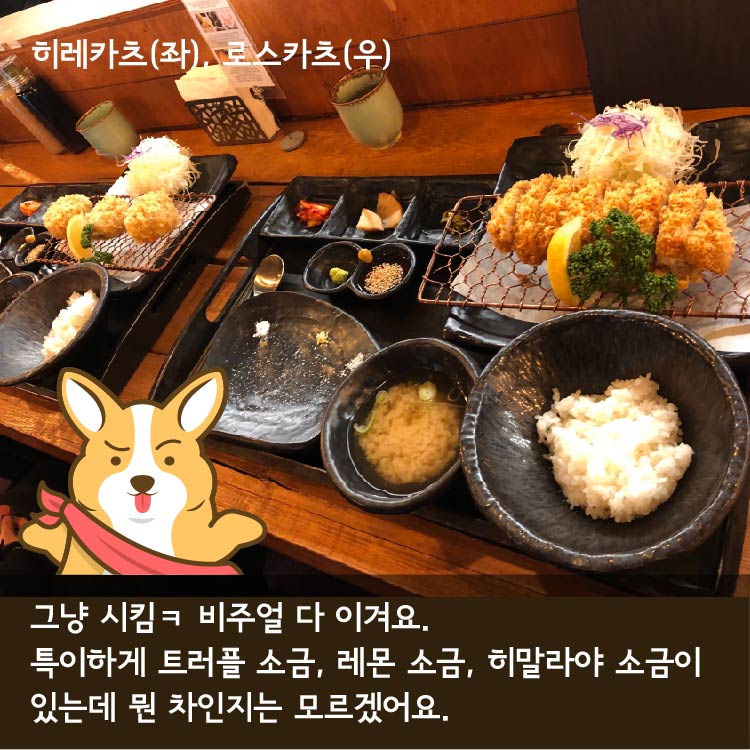 히레카츠(좌), 로스카츠(우)
그냥 시킴ㅋ 비주얼 다 이겨요.
특이하게 트러플 소금, 레몬 소금, 히말라야 소금이
있는데 뭔 차인지는 모르겠어요.